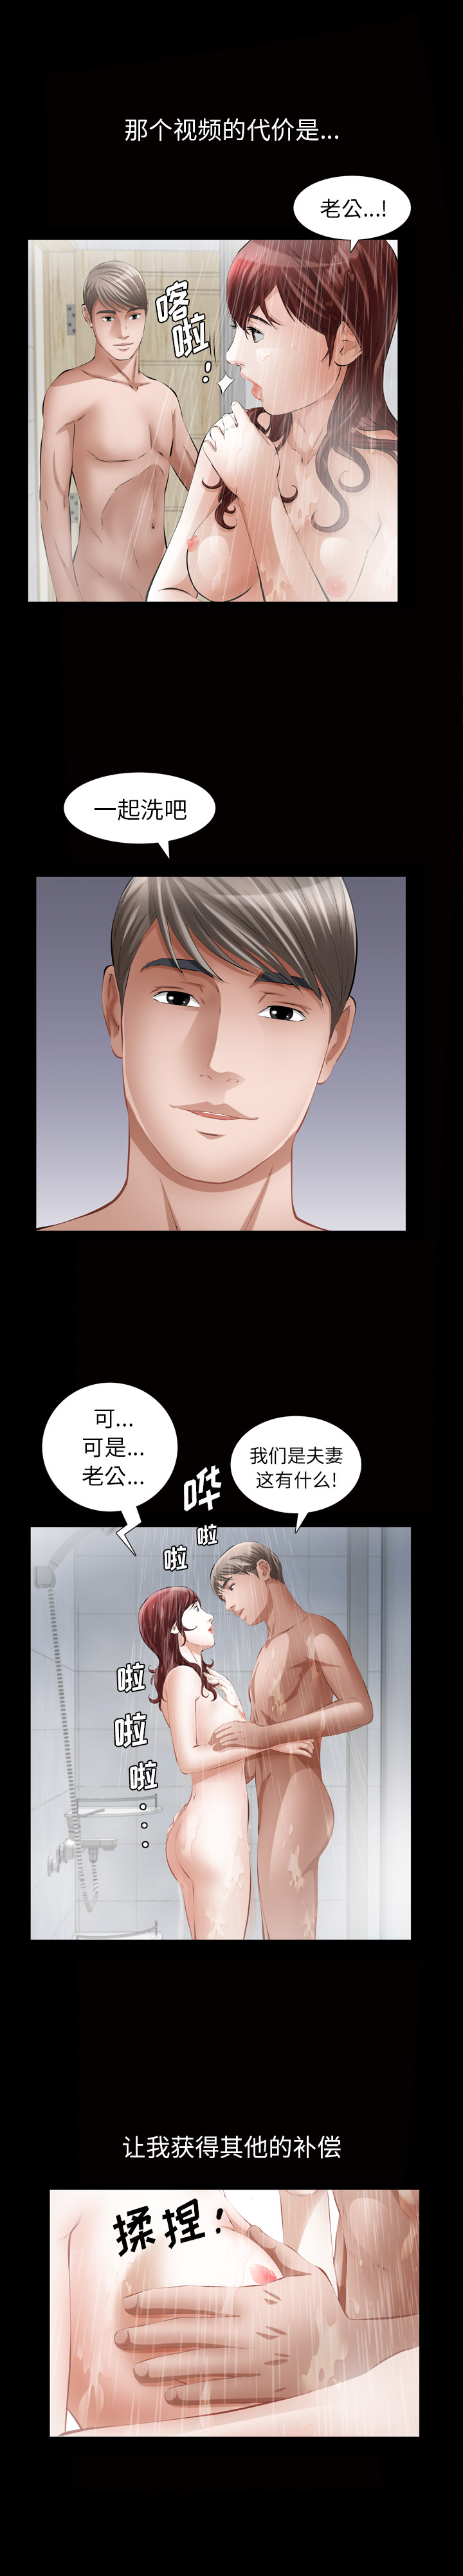 那个视频的代价是...
老公...!
喀
啦
一起洗吧
可...
可是...
老公...
我们是夫妻
这有什么!
哗
啦
啦
啦
啦
啦
让我获得其他的补偿
揉捏!